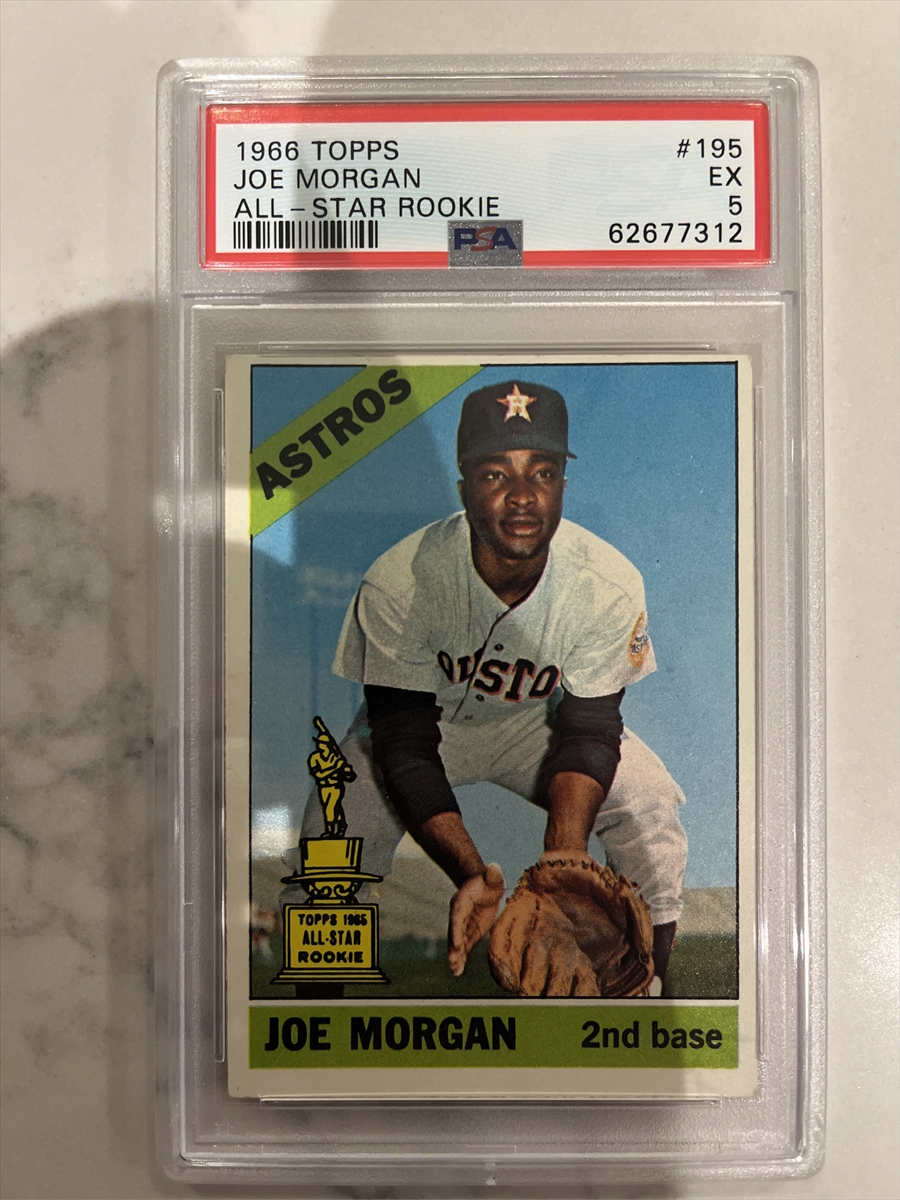 1966 TOPPS #195
JOE MORGAN EX
ALL-STAR ROOKIE 5
PSA 62677312
ASTROS
H
OUSTO
TOPPS 1965
ALL-STAR
ROOKIE
JOE MORGAN 2nd base